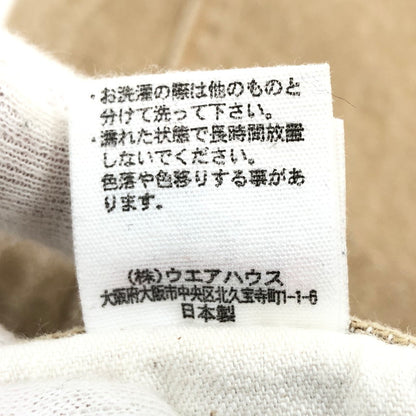 ・お洗濯の際は他のものと
分けて洗って下さい。
・濡れた状態で長時間放置
しないでください。
色落や色移りする事があ
ります。
(株)ウエアハウス
大阪府大阪市中央区北久宝寺町1-1-6
日本製